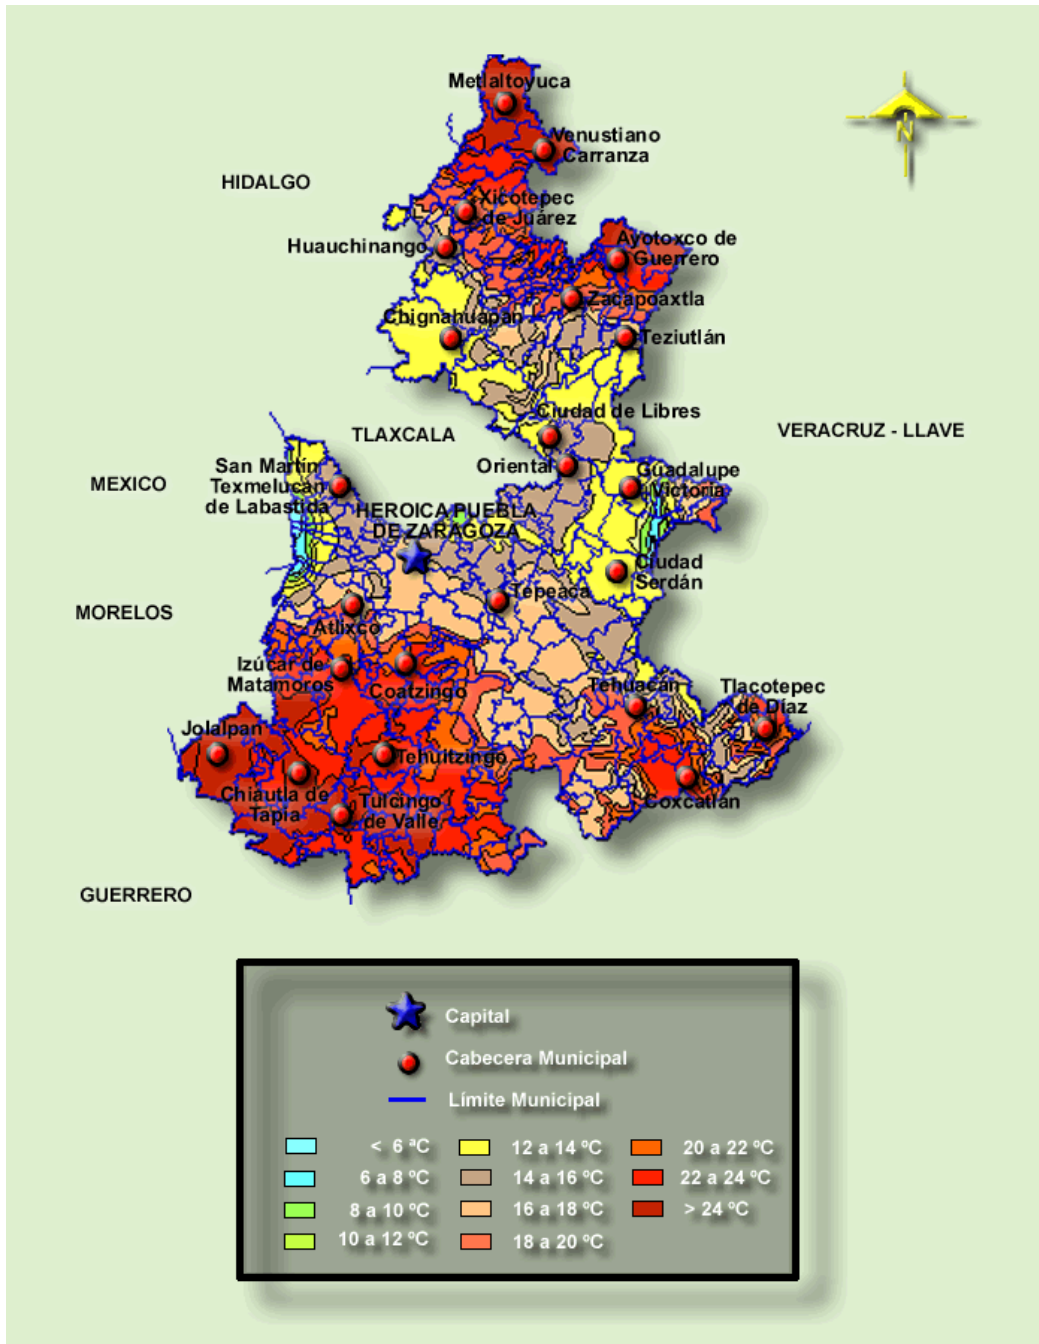 Metlaltoyuca
N
Venustiano
Carranza
HIDALGO
Xicotepec
de Juárez
Huauchinango
Ayotoxco de
Guerrero
Zacapoaxtla
Chignahuapan
Teziutlán
Ciudad de Libres
TLAXCALA
VERACRUZ - LLAVE
San Martín
Texmelucan
de Labastida
Oriental
Guadalupe
Victoria
MEXICO
HEROICA PUEBLA
DE ZARAGOZA
Ciudad
Serdán
Tepeaca
MORELOS
Atlixco
Izúcar de
Matamoros
Coatzingo
Tehuacán
Tlacotepec
de Díaz
Jolalpan
Tehuitzingo
Chiautla de
Tapia
Tulcingo
de Valle
Coxcatlán
GUERRERO
Capital
Cabecera Municipal
Límite Municipal
< 6 ªC
6 a 8 ºC
8 a 10 ºC
10 a 12 ºC
12 a 14 ºC
14 a 16 ºC
16 a 18 ºC
18 a 20 ºC
20 a 22 ºC
22 a 24 ºC
> 24 ºC